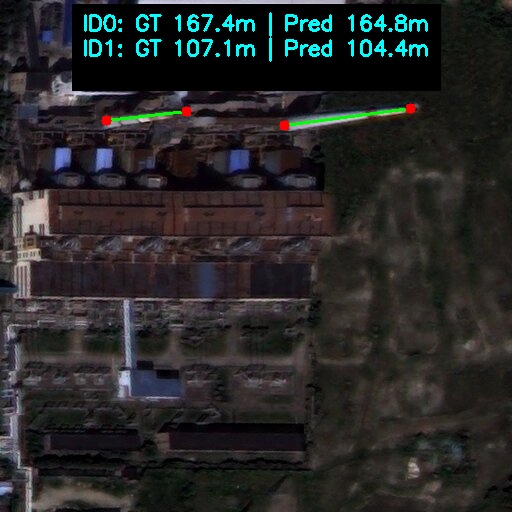 ID0: GT 167.4m | Pred 164.8m
ID1: GT 107.1m | Pred 104.4m